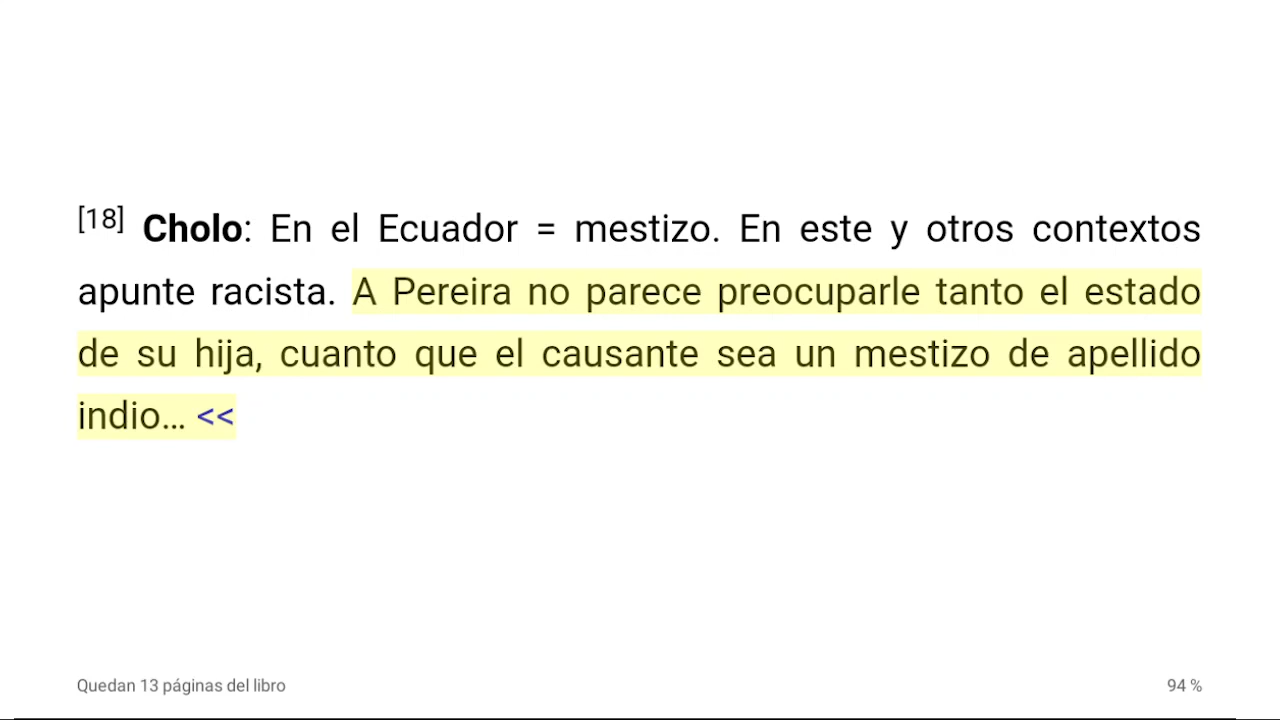 [18] Cholo: En el Ecuador = mestizo. En este y otros contextos
apunte racista. A Pereira no parece preocuparle tanto el estado
de su hija, cuanto que el causante sea un mestizo de apellido
indio... <<
Quedan 13 páginas del libro
94 %